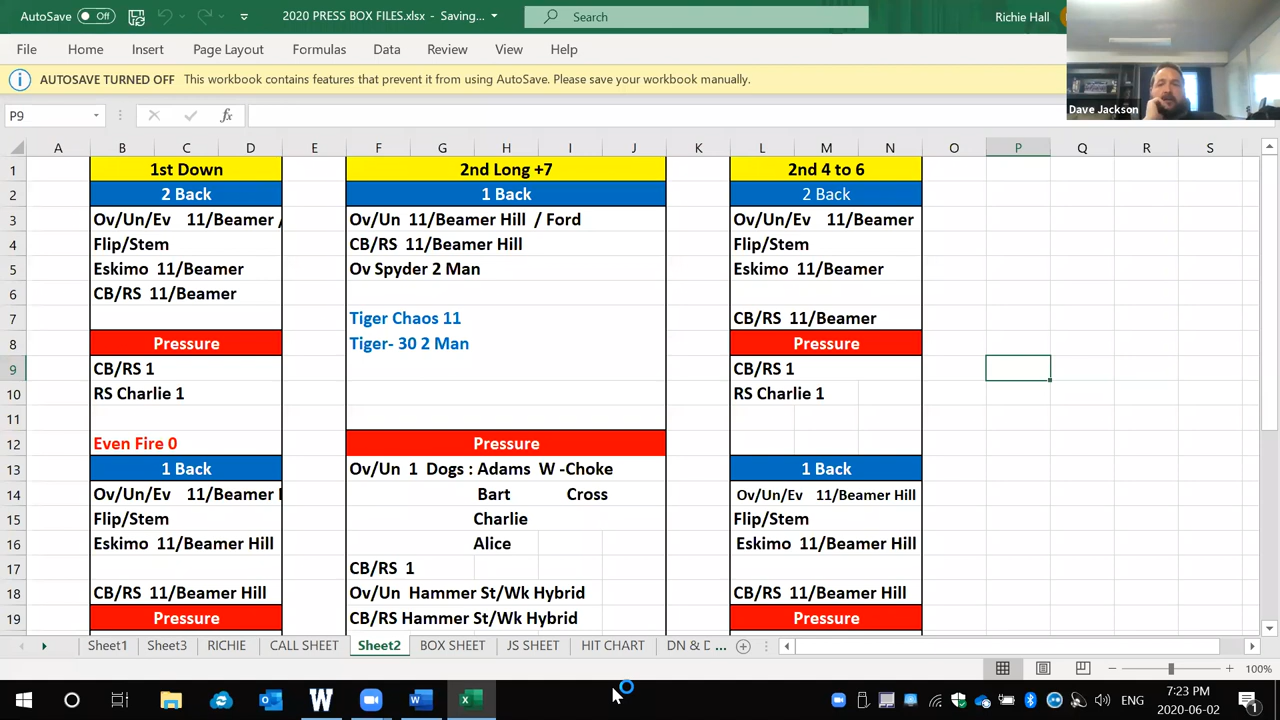 AutoSave Off 2020 PRESS BOX FILES.xlsx - Saving... Search Richie Hall
File Home Insert Page Layout Formulas Data Review View Help
AUTOSAVE TURNED OFF This workbook contains features that prevent it from using AutoSave. Please save your workbook manually.
Dave Jackson
P9 fx
A B C D E F G H I J K L M N O P Q R S
1 1st Down 2nd Long +7 2nd 4 to 6
2 2 Back 1 Back 2 Back
3 Ov/Un/Ev 11/Beamer / Ov/Un 11/Beamer Hill / Ford Ov/Un/Ev 11/Beamer
4 Flip/Stem CB/RS 11/Beamer Hill Flip/Stem
5 Eskimo 11/Beamer Ov Spyder 2 Man Eskimo 11/Beamer
6 CB/RS 11/Beamer
7 Tiger Chaos 11 CB/RS 11/Beamer
8 Pressure Tiger- 30 2 Man Pressure
9 CB/RS 1 CB/RS 1
10 RS Charlie 1 RS Charlie 1
11
12 Even Fire 0 Pressure
13 1 Back Ov/Un 1 Dogs : Adams W -Choke 1 Back
14 Ov/Un/Ev 11/Beamer Bart Cross Ov/Un/Ev 11/Beamer Hill
15 Flip/Stem Charlie Flip/Stem
16 Eskimo 11/Beamer Hill Alice Eskimo 11/Beamer Hill
17 CB/RS 1
18 CB/RS 11/Beamer Hill Ov/Un Hammer St/Wk Hybrid CB/RS 11/Beamer Hill
19 Pressure CB/RS Hammer St/Wk Hybrid Pressure
Sheet1 Sheet3 RICHIE CALL SHEET Sheet2 BOX SHEET JS SHEET HIT CHART DN & D ...
100%
ENG 7:23 PM
2020-06-02 1